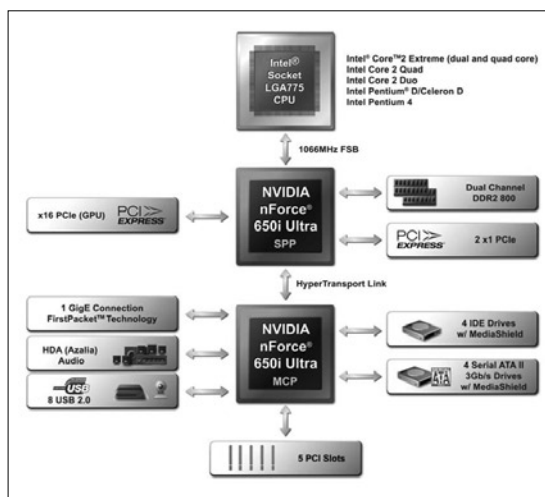 Intel®
Socket
LGA775
CPU
Intel® Core™2 Extreme (dual and quad core)
Intel Core 2 Quad
Intel Core 2 Duo
Intel Pentium® D/Celeron D
Intel Pentium 4
1066MHz FSB
x16 PCIe (GPU)
PCI
EXPRESS®
NVIDIA
nForce®
650i Ultra
SPP
Dual Channel
DDR2 800
PCI
EXPRESS®
2 x1 PCIe
HyperTransport Link
1 GigE Connection
FirstPacket™ Technology
HDA (Azalia)
Audio
USB
8 USB 2.0
NVIDIA
nForce®
650i Ultra
MCP
4 IDE Drives
w/ MediaShield
SATA
4 Serial ATA II
3Gb/s Drives
w/ MediaShield
5 PCI Slots